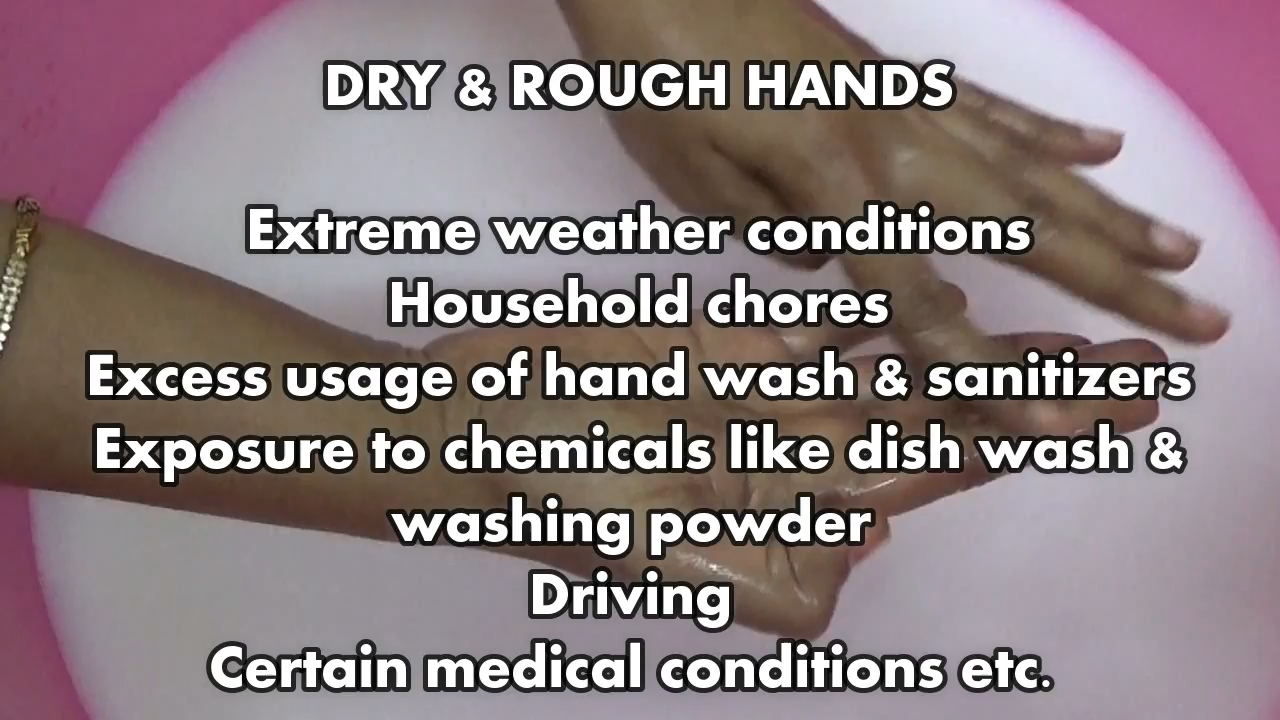 DRY & ROUGH HANDS
Extreme weather conditions
Household chores
Excess usage of hand wash & sanitizers
Exposure to chemicals like dish wash &
washing powder
Driving
Certain medical conditions etc.